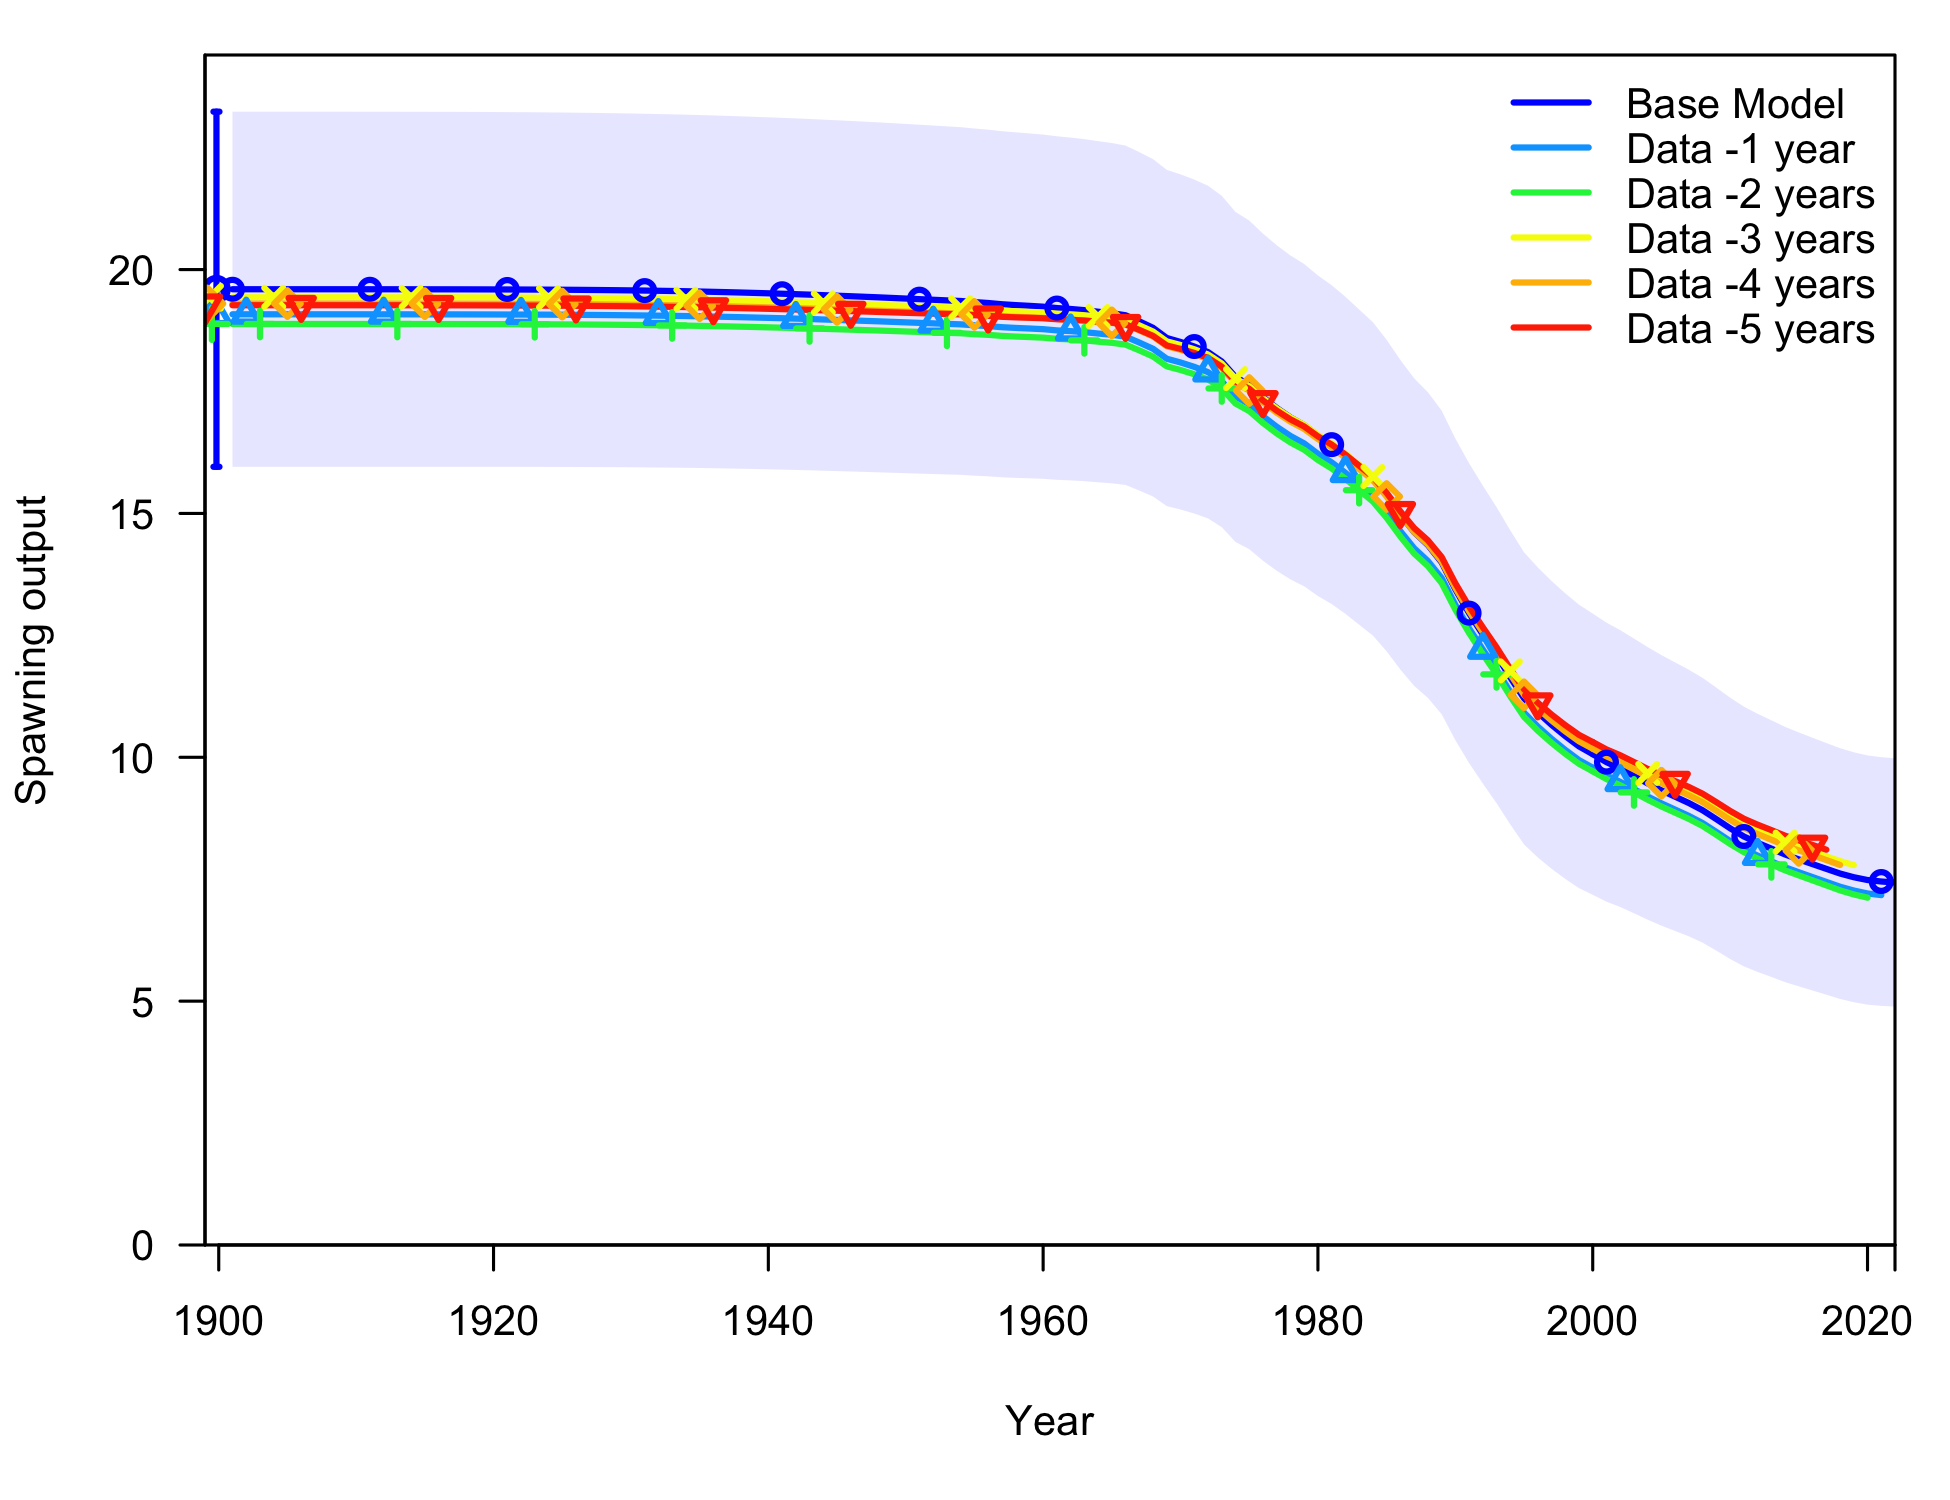 Base Model
Data -1 year
Data -2 years
Data -3 years
Data -4 years
Data -5 years
Spawning output
20
15
10
5
0
1900 1920 1940 1960 1980 2000 2020
Year